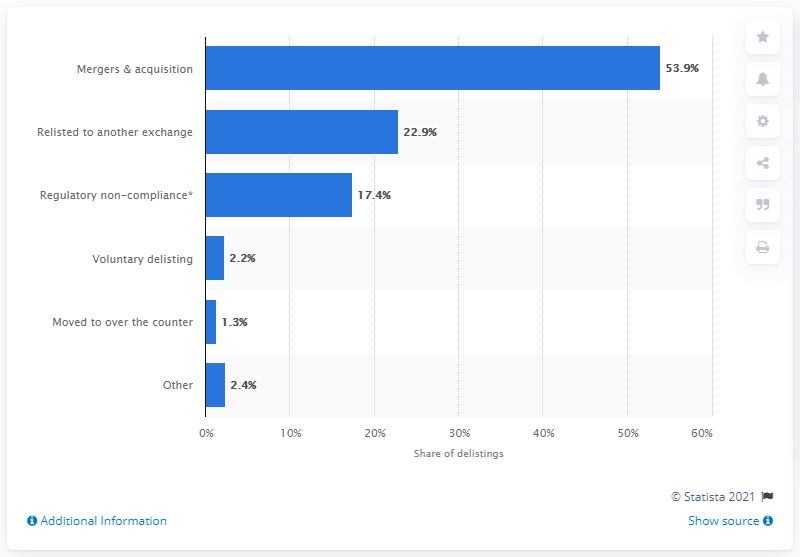 Mergers & acquisition 53.9%
Relisted to another exchange 22.9%
Regulatory non-compliance* 17.4%
Voluntary delisting 2.2%
Moved to over the counter 1.3%
Other 2.4%
0% 10% 20% 30% 40% 50% 60%
Share of delistings
© Statista 2021
Additional Information Show source